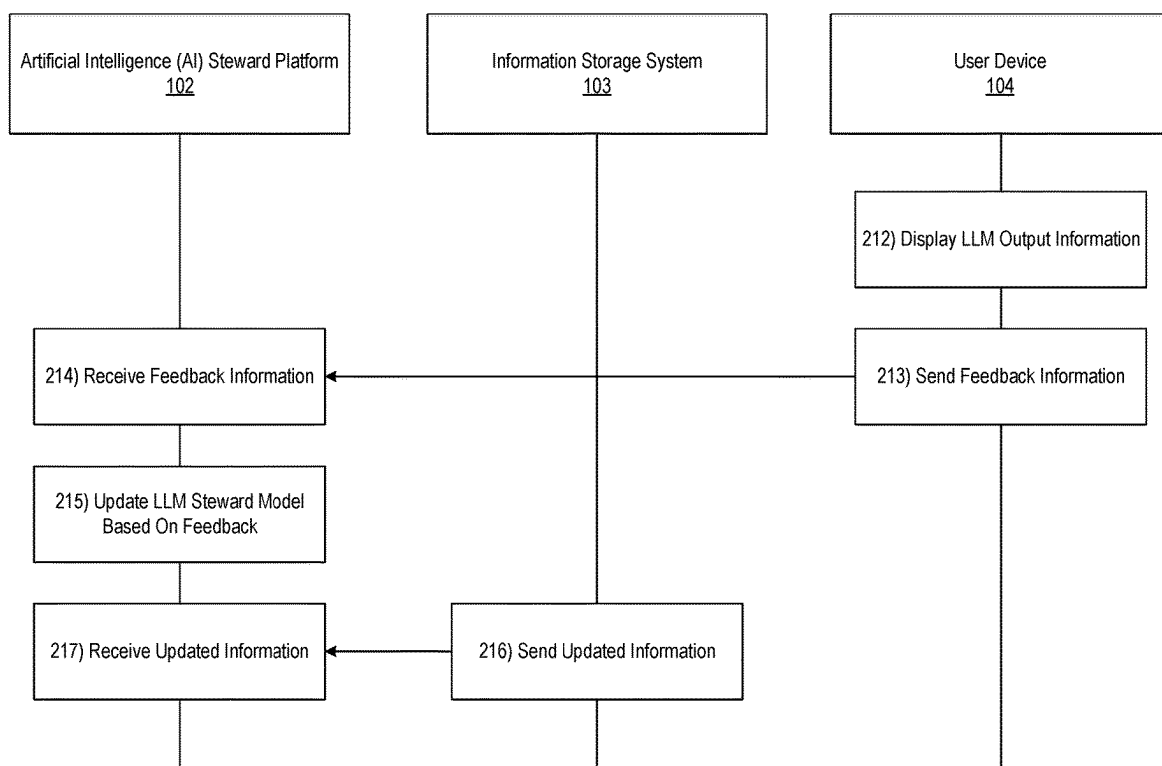 Artificial Intelligence (AI) Steward Platform
102
Information Storage System
103
User Device
104
212) Display LLM Output Information
214) Receive Feedback Information
213) Send Feedback Information
215) Update LLM Steward Model
Based On Feedback
217) Receive Updated Information
216) Send Updated Information